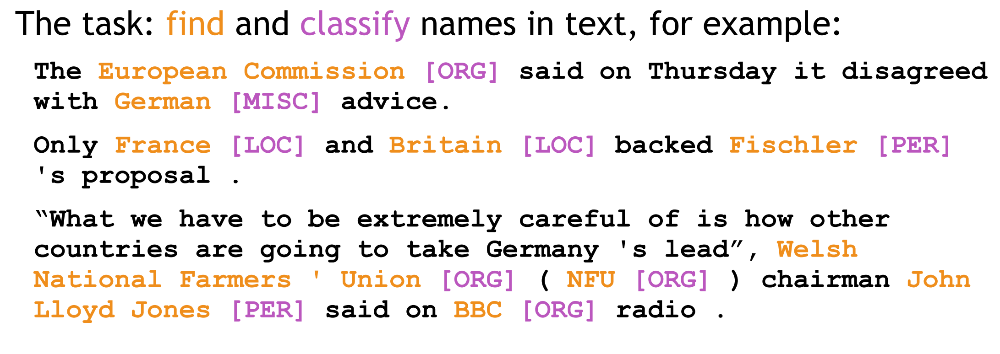 The task: find and classify names in text, for example:
The European Commission [ORG] said on Thursday it disagreed
with German [MISC] advice.
Only France [LOC] and Britain [LOC] backed Fischler [PER]
's proposal .
“What we have to be extremely careful of is how other
countries are going to take Germany 's lead”, Welsh
National Farmers ' Union [ORG] ( NFU [ORG] ) chairman John
Lloyd Jones [PER] said on BBC [ORG] radio .